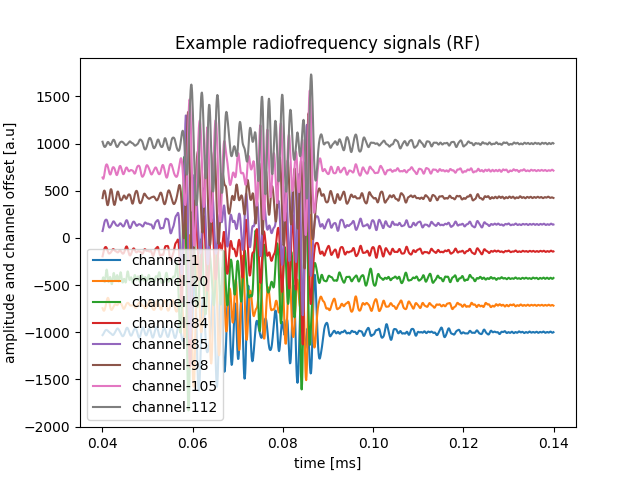 Example radiofrequency signals (RF)
amplitude and channel offset [a.u]
1500
1000
500
0
−500
−1000
−1500
−2000
channel-1
channel-20
channel-61
channel-84
channel-85
channel-98
channel-105
channel-112
0.04
0.06
0.08
0.10
0.12
0.14
time [ms]